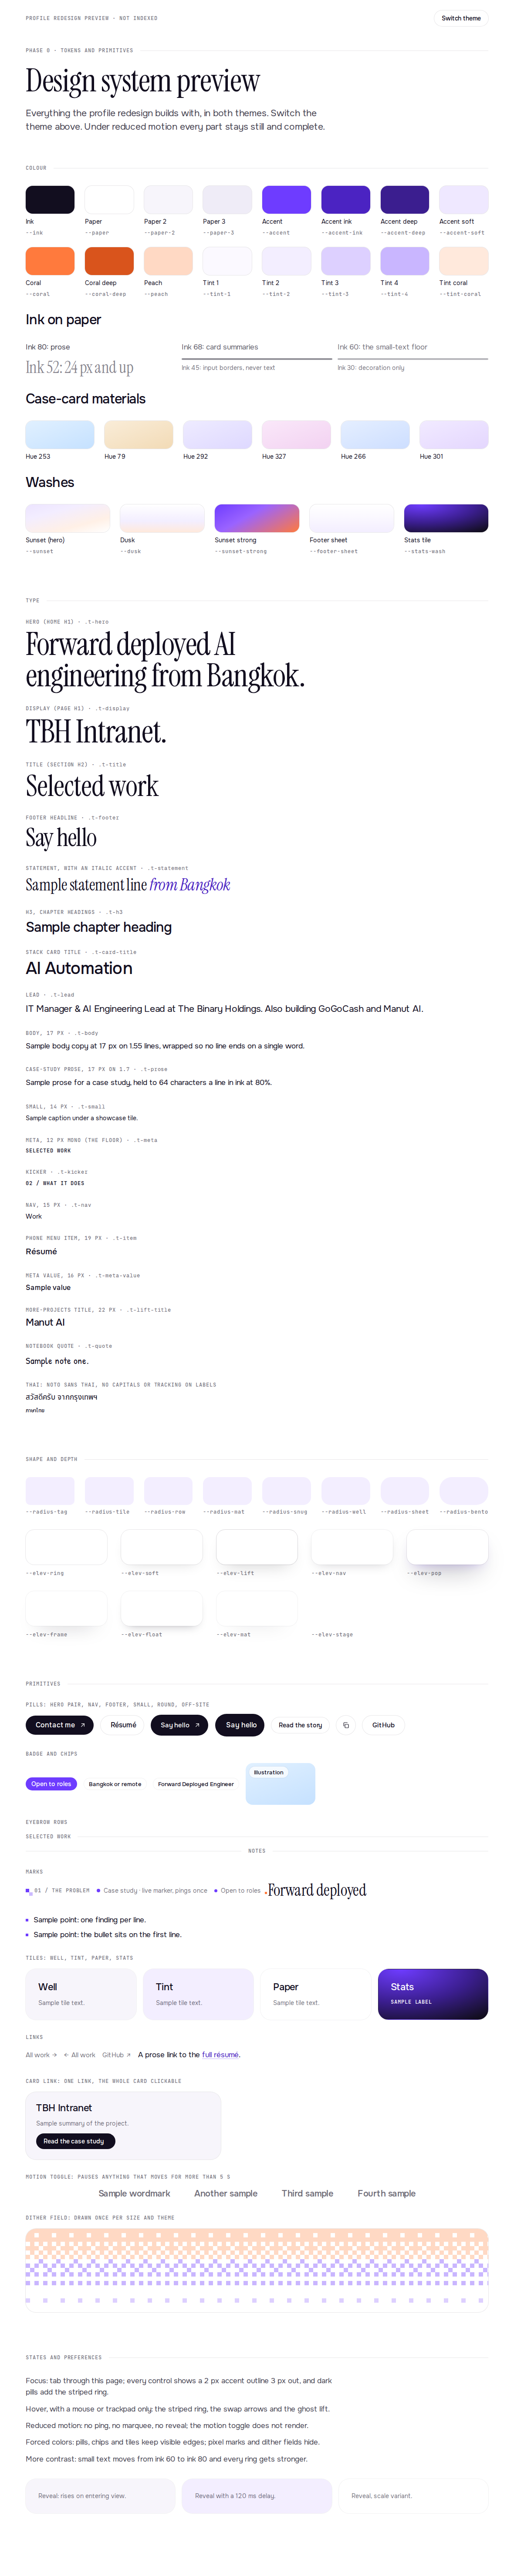 PROFILE REDESIGN PREVIEW · NOT INDEXED
Switch theme
PHASE 0 · TOKENS AND PRIMITIVES
Design system preview
Everything the profile redesign builds with, in both themes. Switch the
theme above. Under reduced motion every part stays still and complete.
COLOUR
Ink
Paper
Paper 2
Paper 3
Accent
Accent ink
Accent deep
Accent soft
--ink
--paper
--paper-2
--paper-3
--accent
--accent-ink
--accent-deep
--accent-soft
Coral
Coral deep
Peach
Tint 1
Tint 2
Tint 3
Tint 4
Tint coral
--coral
--coral-deep
--peach
--tint-1
--tint-2
--tint-3
--tint-4
--tint-coral
Ink on paper
Ink 80: prose
Ink 68: card summaries
Ink 60: the small-text floor
Ink 52: 24 px and up
Ink 45: input borders, never text
Ink 30: decoration only
Case-card materials
Hue 253
Hue 79
Hue 292
Hue 327
Hue 266
Hue 301
Washes
Sunset (hero)
Dusk
Sunset strong
Footer sheet
Stats tile
--sunset
--dusk
--sunset-strong
--footer-sheet
--stats-wash
TYPE
HERO (HOME H1) · .t-hero
Forward deployed AI
engineering from Bangkok.
DISPLAY (PAGE H1) · .t-display
TBH Intranet.
TITLE (SECTION H2) · .t-title
Selected work
FOOTER HEADLINE · .t-footer
Say hello
STATEMENT, WITH AN ITALIC ACCENT · .t-statement
Sample statement line from Bangkok
H3, CHAPTER HEADINGS · .t-h3
Sample chapter heading
STACK CARD TITLE · .t-card-title
AI Automation
LEAD · .t-lead
IT Manager & AI Engineering Lead at The Binary Holdings. Also building GoGoCash and Manut AI.
BODY, 17 PX · .t-body
Sample body copy at 17 px on 1.55 lines, wrapped so no line ends on a single word.
CASE-STUDY PROSE, 17 PX ON 1.7 · .t-prose
Sample prose for a case study, held to 64 characters a line in ink at 80%.
SMALL, 14 PX · .t-small
Sample caption under a showcase tile.
META, 12 PX MONO (THE FLOOR) · .t-meta
SELECTED WORK
KICKER · .t-kicker
02 / WHAT IT DOES
NAV, 15 PX · .t-nav
Work
PHONE MENU ITEM, 19 PX · .t-item
Résumé
META VALUE, 16 PX · .t-meta-value
Sample value
MORE-PROJECTS TITLE, 22 PX · .t-lift-title
Manut AI
NOTEBOOK QUOTE · .t-quote
Sample note one.
THAI: NOTO SANS THAI, NO CAPITALS OR TRACKING ON LABELS
สวัสดีครับ จากกรุงเทพฯ
ภาษาไทย
SHAPE AND DEPTH
--radius-tag
--radius-tile
--radius-row
--radius-mat
--radius-snug
--radius-well
--radius-sheet
--radius-bento
--elev-ring
--elev-soft
--elev-lift
--elev-nav
--elev-pop
--elev-frame
--elev-float
--elev-mat
--elev-stage
PRIMITIVES
PILLS: HERO PAIR, NAV, FOOTER, SMALL, ROUND, OFF-SITE
Contact me ↗
Résumé
Say hello ↗
Say hello
Read the story
GitHub
BADGE AND CHIPS
Open to roles
Bangkok or remote
Forward Deployed Engineer
Illustration
EYEBROW ROWS
SELECTED WORK
NOTES
MARKS
01 / THE PROBLEM
Case study · live marker, pings once
Open to roles
Forward deployed
Sample point: one finding per line.
Sample point: the bullet sits on the first line.
TILES: WELL, TINT, PAPER, STATS
Well
Tint
Paper
Stats
Sample tile text.
Sample tile text.
Sample tile text.
SAMPLE LABEL
LINKS
All work →
← All work
GitHub ↗
A prose link to the full résumé.
CARD LINK: ONE LINK, THE WHOLE CARD CLICKABLE
TBH Intranet
Sample summary of the project.
Read the case study
MOTION TOGGLE: PAUSES ANYTHING THAT MOVES FOR MORE THAN 5 S
Sample wordmark
Another sample
Third sample
Fourth sample
DITHER FIELD: DRAWN ONCE PER SIZE AND THEME
STATES AND PREFERENCES
Focus: tab through this page; every control shows a 2 px accent outline 3 px out, and dark
pills add the striped ring.
Hover, with a mouse or trackpad only: the striped ring, the swap arrows and the ghost lift.
Reduced motion: no ping, no marquee, no reveal; the motion toggle does not render.
Forced colors: pills, chips and tiles keep visible edges; pixel marks and dither fields hide.
More contrast: small text moves from ink 60 to ink 80 and every ring gets stronger.
Reveal: rises on entering view.
Reveal with a 120 ms delay.
Reveal, scale variant.